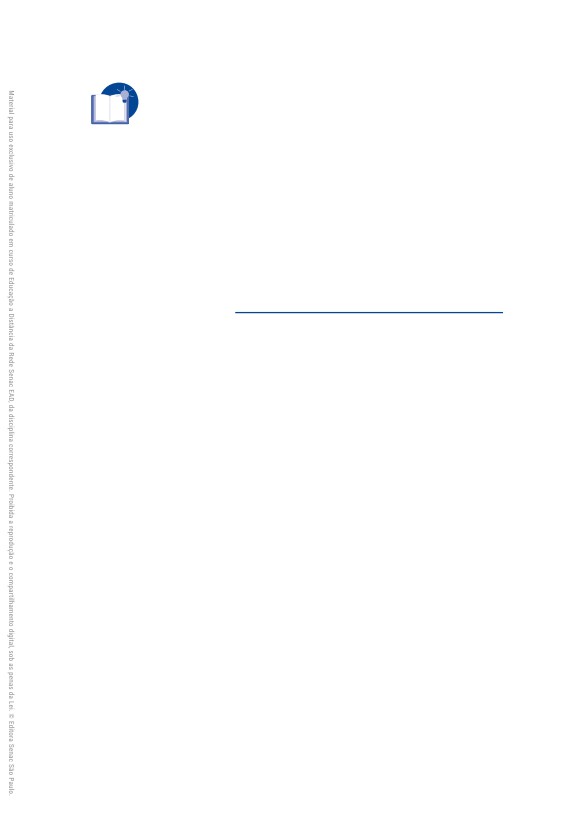 Material para uso exclusivo de aluno matriculado em curso de Educação a Distância da Rede Senac EAD, da disciplina correspondente. Proibida a reprodução e o compartilhamento digital, sob as penas da Lei. © Editora Senac São Paulo.